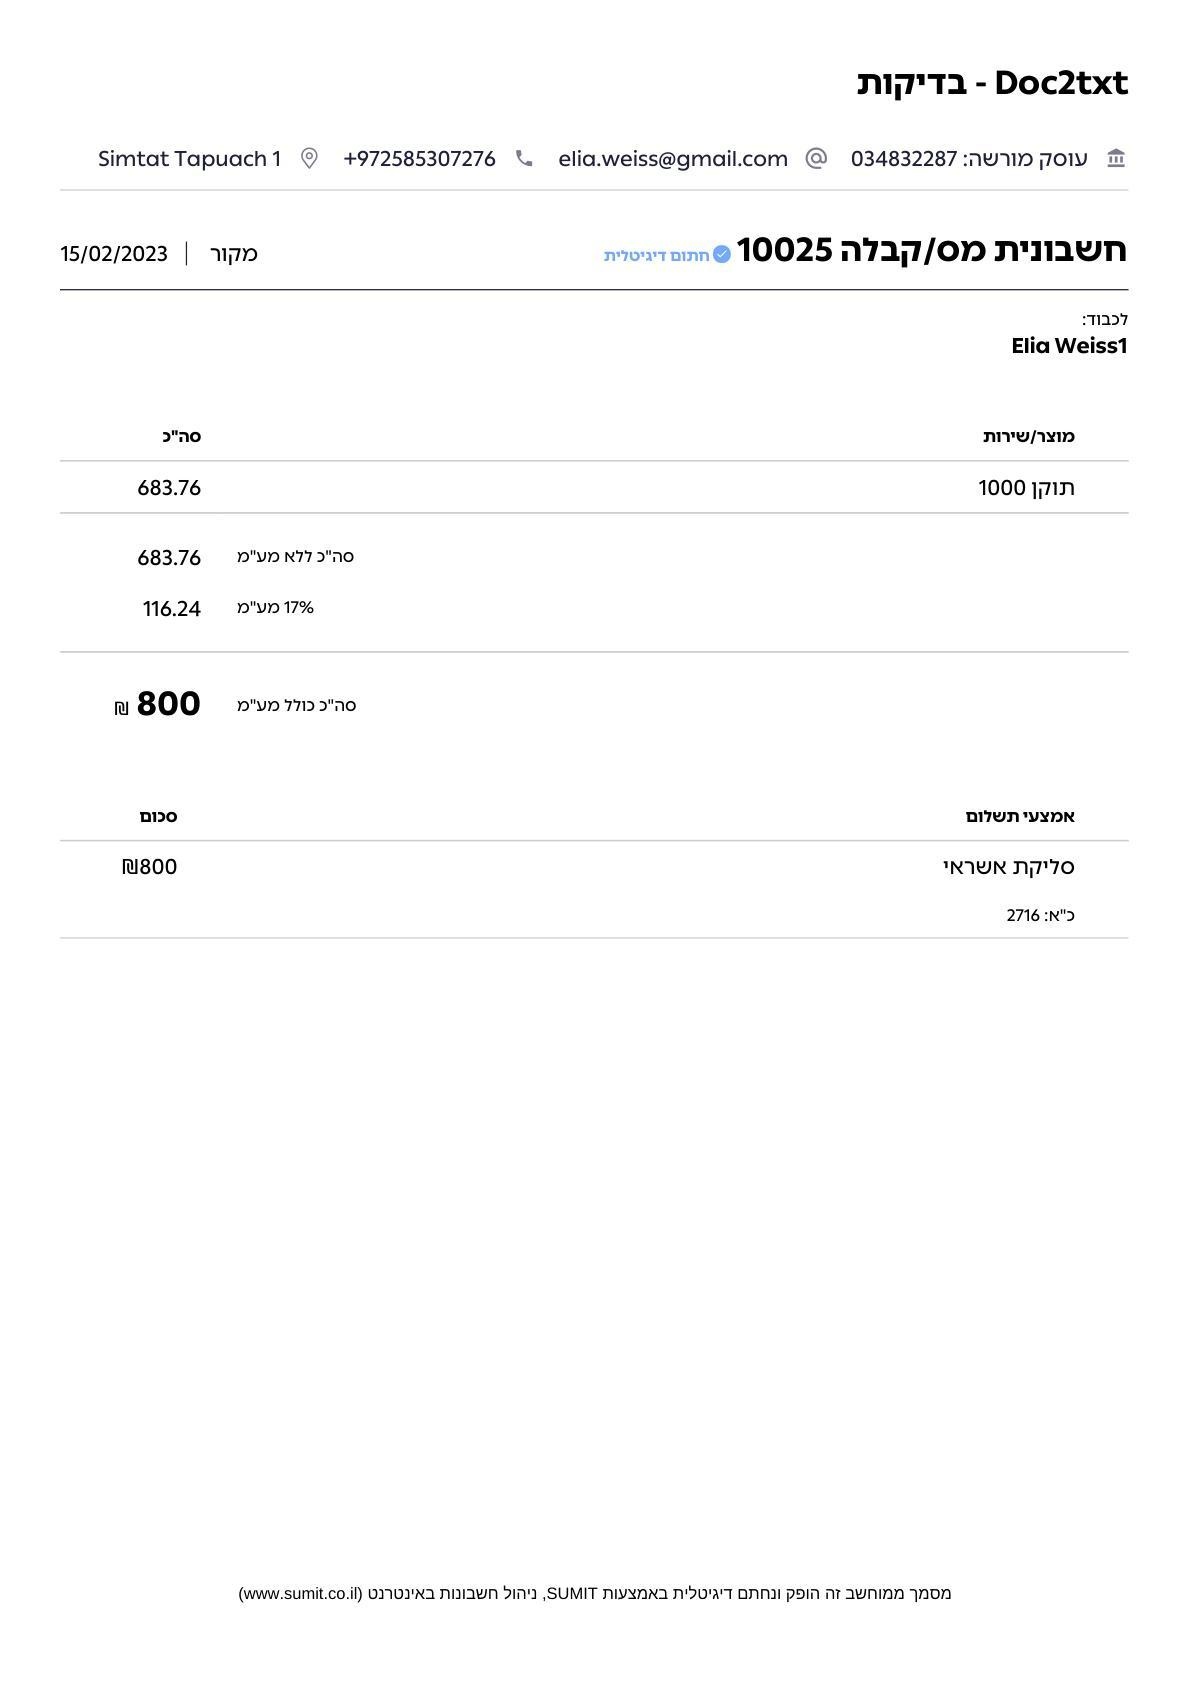 Doc2txt - בדיקות
עוסק מורשה: 034832287 elia.weiss@gmail.com +972585307276 Simtat Tapuach 1
חשבונית מס/קבלה 10025 חתום דיגיטלית מקור | 15/02/2023
לכבוד:
Elia Weiss1
מוצר/שירות סה"כ
תוקן 1000 683.76
סה"כ ללא מע"מ 683.76
17% מע"מ 116.24
סה"כ כולל מע"מ 800 ₪
אמצעי תשלום סכום
סליקת אשראי ₪800
כ"א: 2716
מסמך ממוחשב זה הופק ונחתם דיגיטלית באמצעות SUMIT, ניהול חשבונות באינטרנט (www.sumit.co.il)